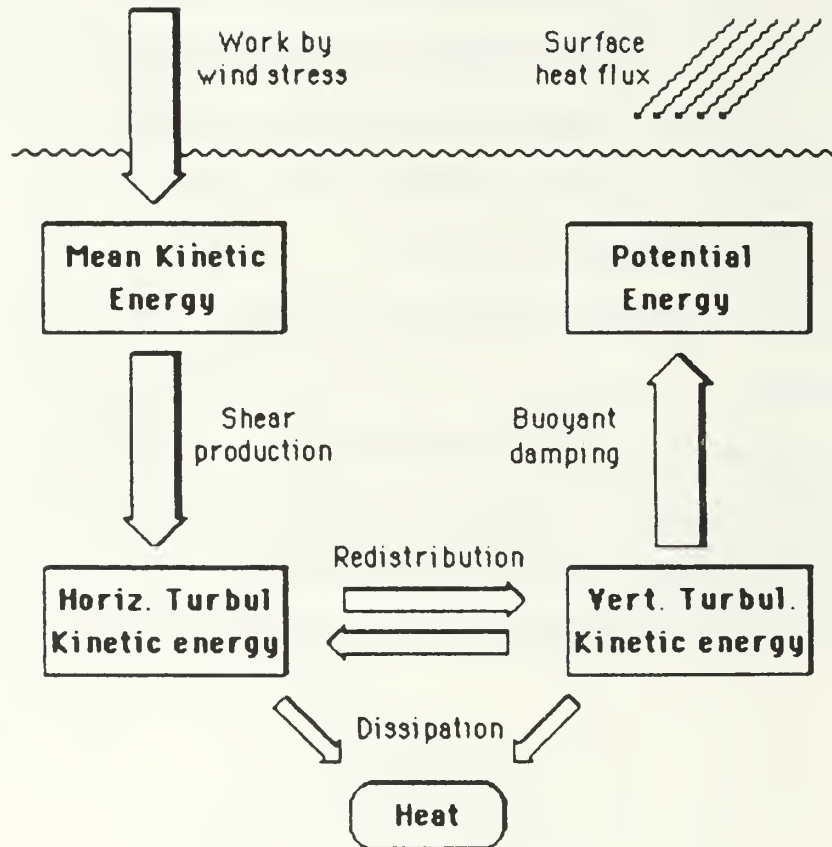 Work by
wind stress
Surface
heat flux
Mean Kinetic
Energy
Potential
Energy
Shear
production
Buoyant
damping
Redistribution
Horiz. Turbul
Kinetic energy
Vert. Turbul.
Kinetic energy
Dissipation
Heat